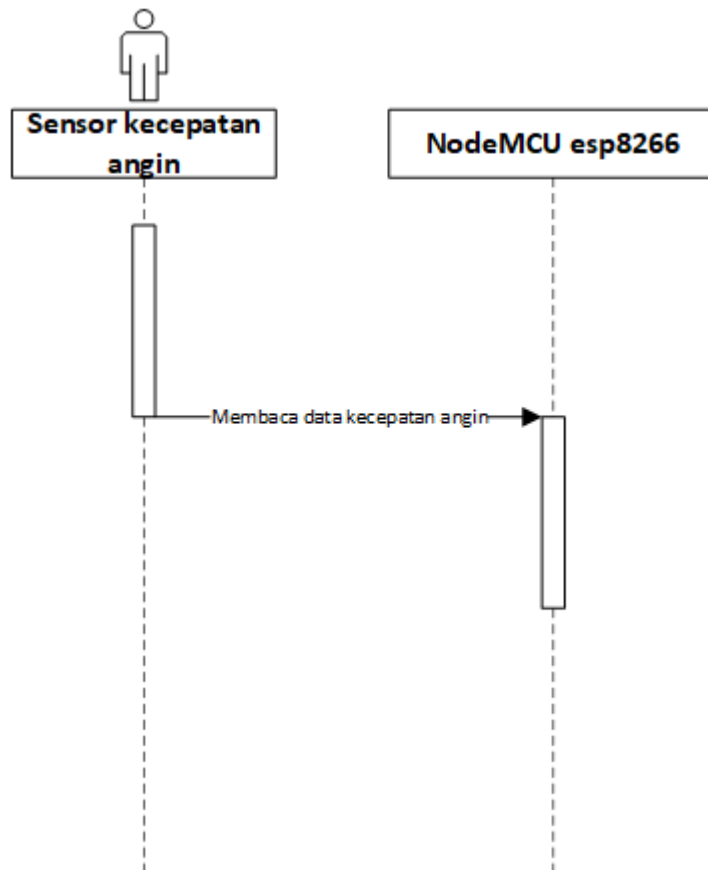 Sensor kecepatan
angin
NodeMCU esp8266
Membaca data kecepatan angin